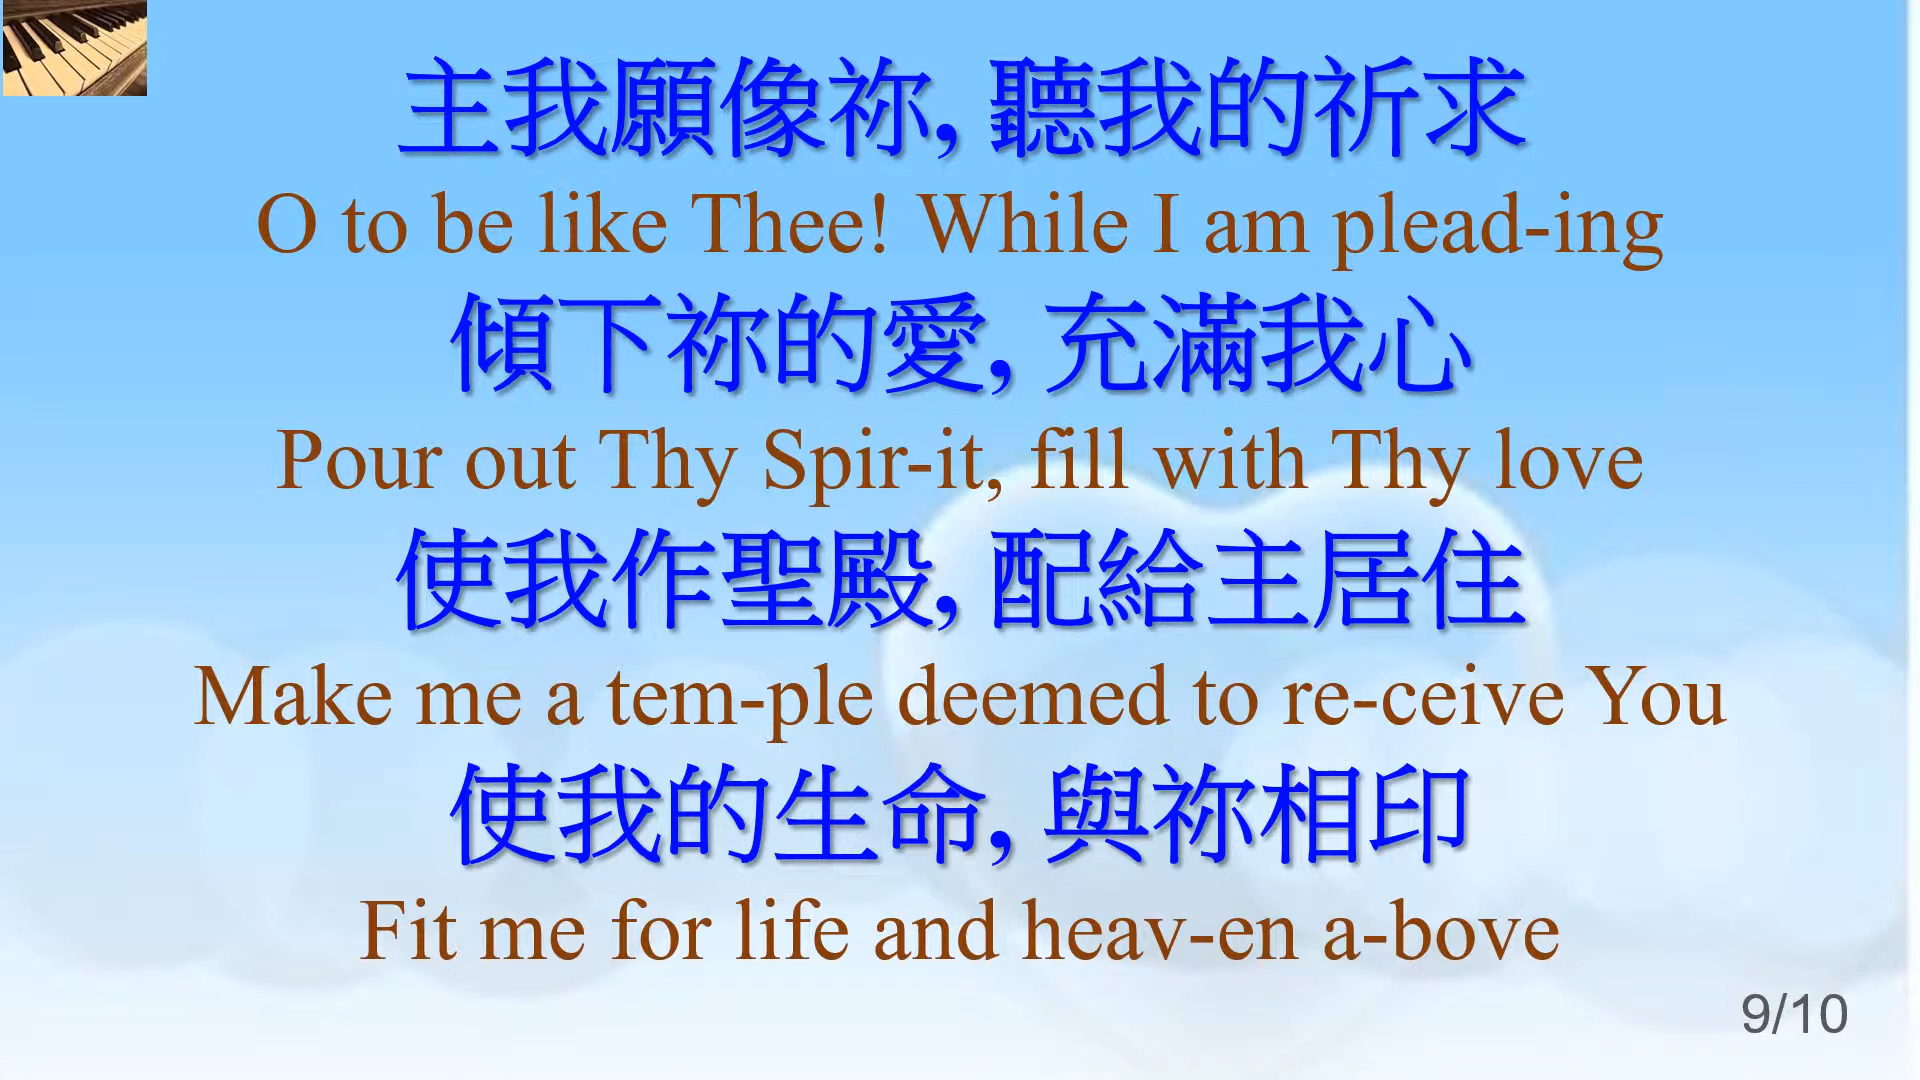 主我願像祢, 聽我的祈求
O to be like Thee! While I am plead-ing
傾下祢的愛, 充滿我心
Pour out Thy Spir-it, fill with Thy love
使我作聖殿, 配給主居住
Make me a tem-ple deemed to re-ceive You
使我的生命, 與祢相印
Fit me for life and heav-en a-bove
9/10